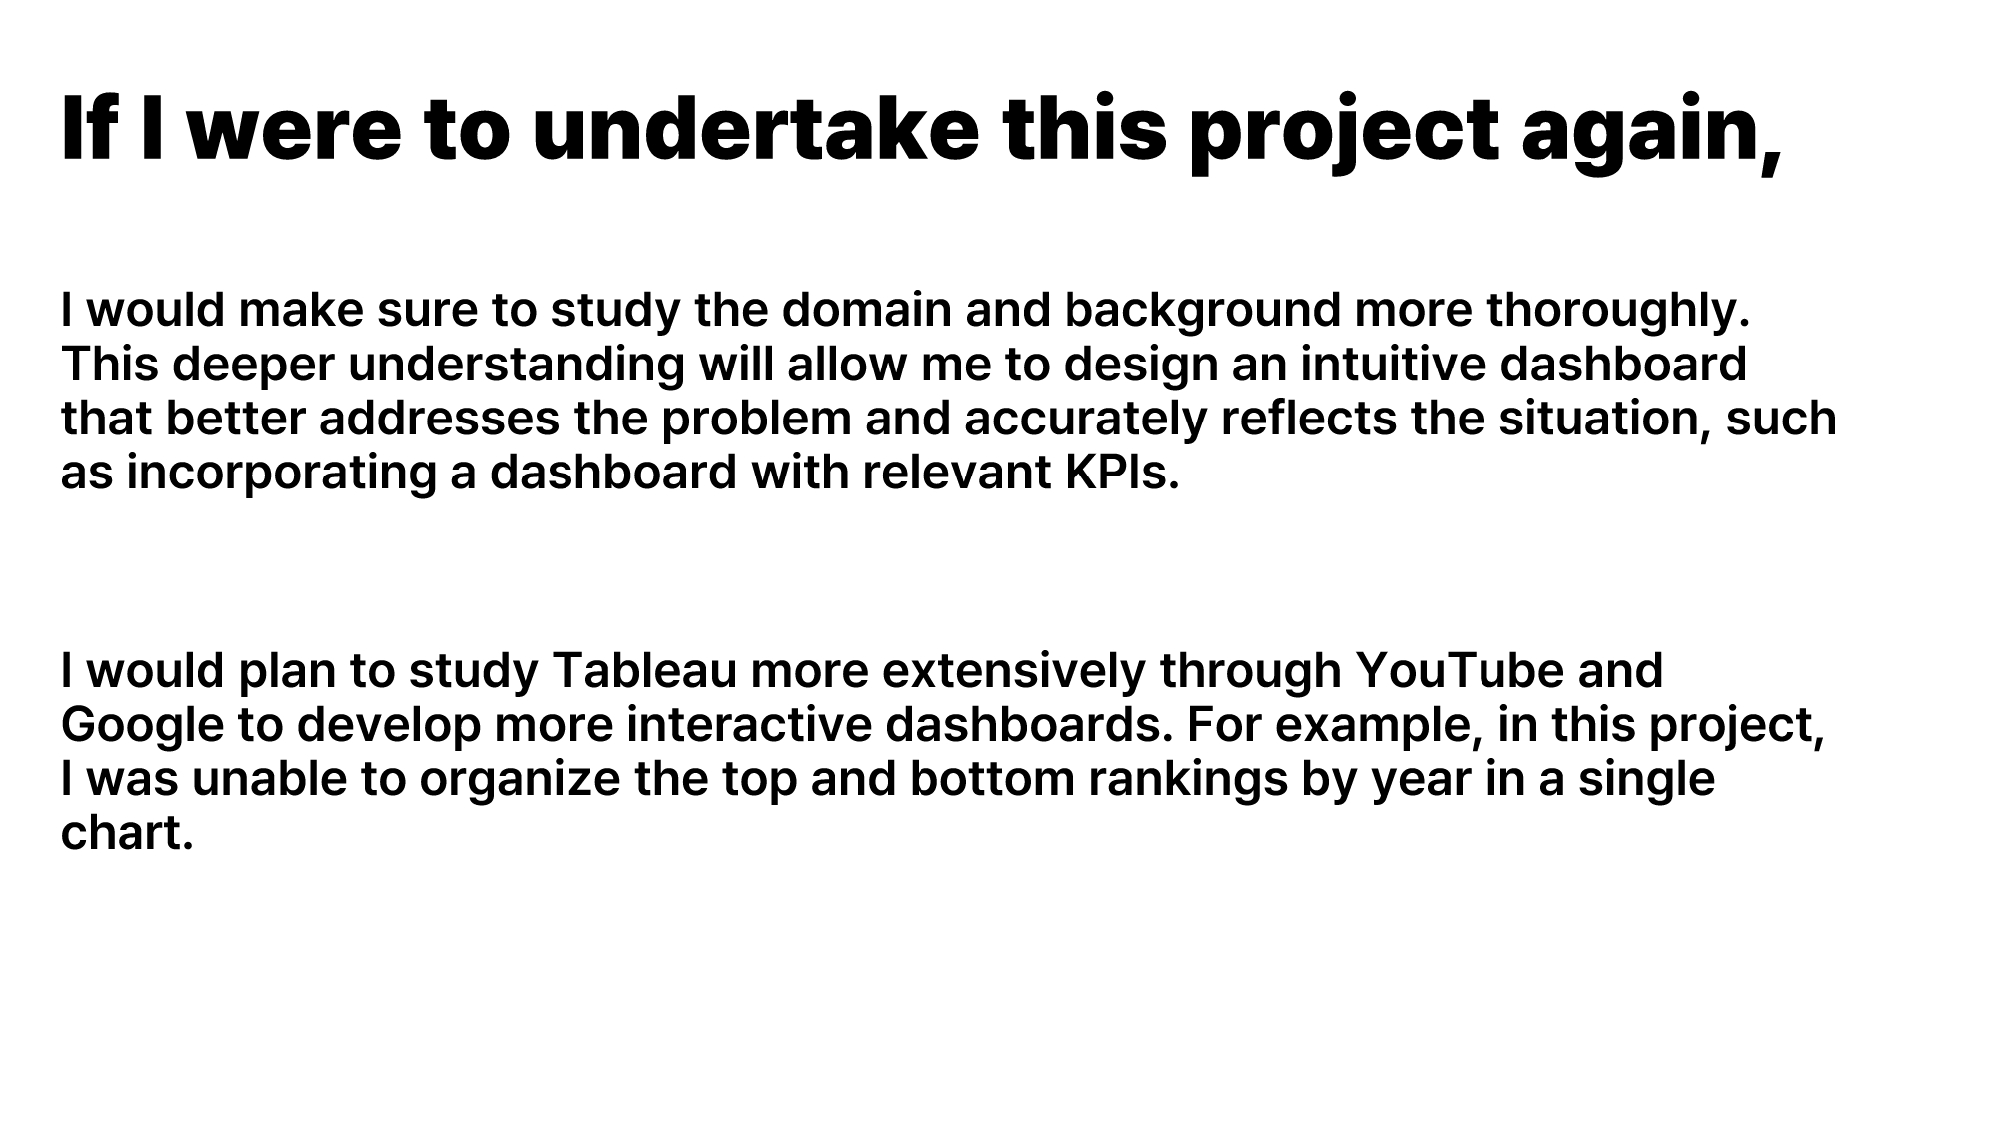 If I were to undertake this project again,
I would make sure to study the domain and background more thoroughly.
This deeper understanding will allow me to design an intuitive dashboard
that better addresses the problem and accurately reflects the situation, such
as incorporating a dashboard with relevant KPIs.
I would plan to study Tableau more extensively through YouTube and
Google to develop more interactive dashboards. For example, in this project,
I was unable to organize the top and bottom rankings by year in a single
chart.